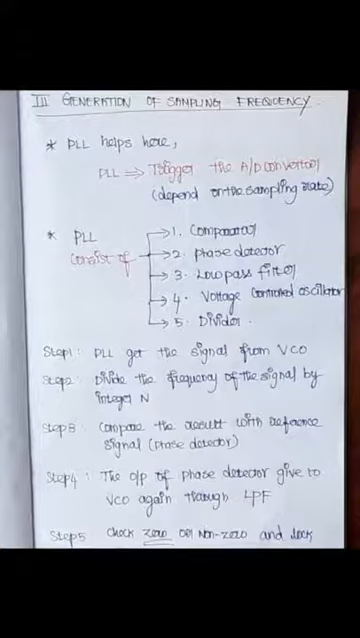 III GENERATION OF SAMPLING FREQUENCY.
* PLL helps here,
PLL ⇒ Trigger the A/D convertor
(depend on the sampling rate)
* PLL consist of
→ 1. Comparator
→ 2. Phase detector
→ 3. Low pass filter
→ 4. Voltage controlled oscillator
→ 5. Divider.
Step1: PLL get the signal from VCO
Step2: Divide the frequency of the signal by
integer N
Step3: Compare the result with reference
signal (phase detector)
Step4: The o/p of phase detector give to
VCO again through LPF
Step5 check zero or Non-zero and lock